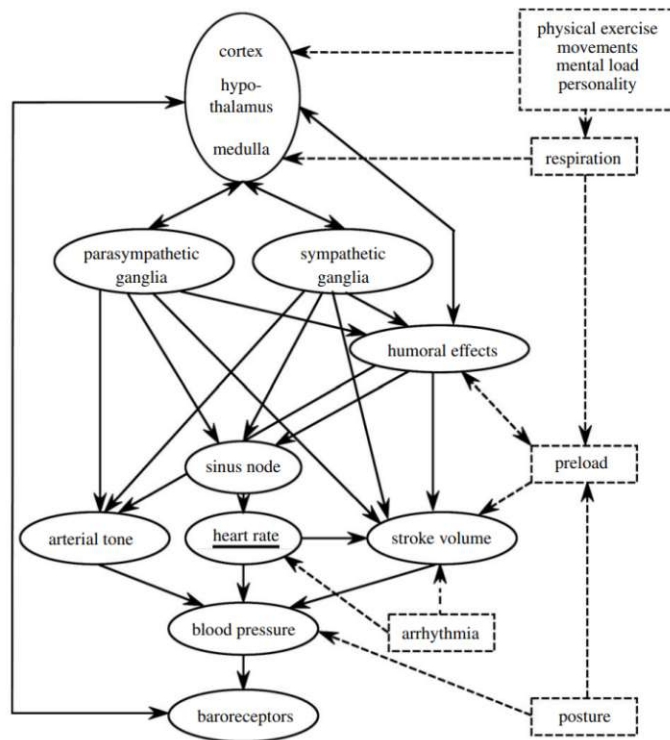 cortex
hypo-
thalamus
medulla
physical exercise
movements
mental load
personality
respiration
parasympathetic
ganglia
sympathetic
ganglia
humoral effects
sinus node
preload
arterial tone
heart rate
stroke volume
blood pressure
arrhythmia
baroreceptors
posture